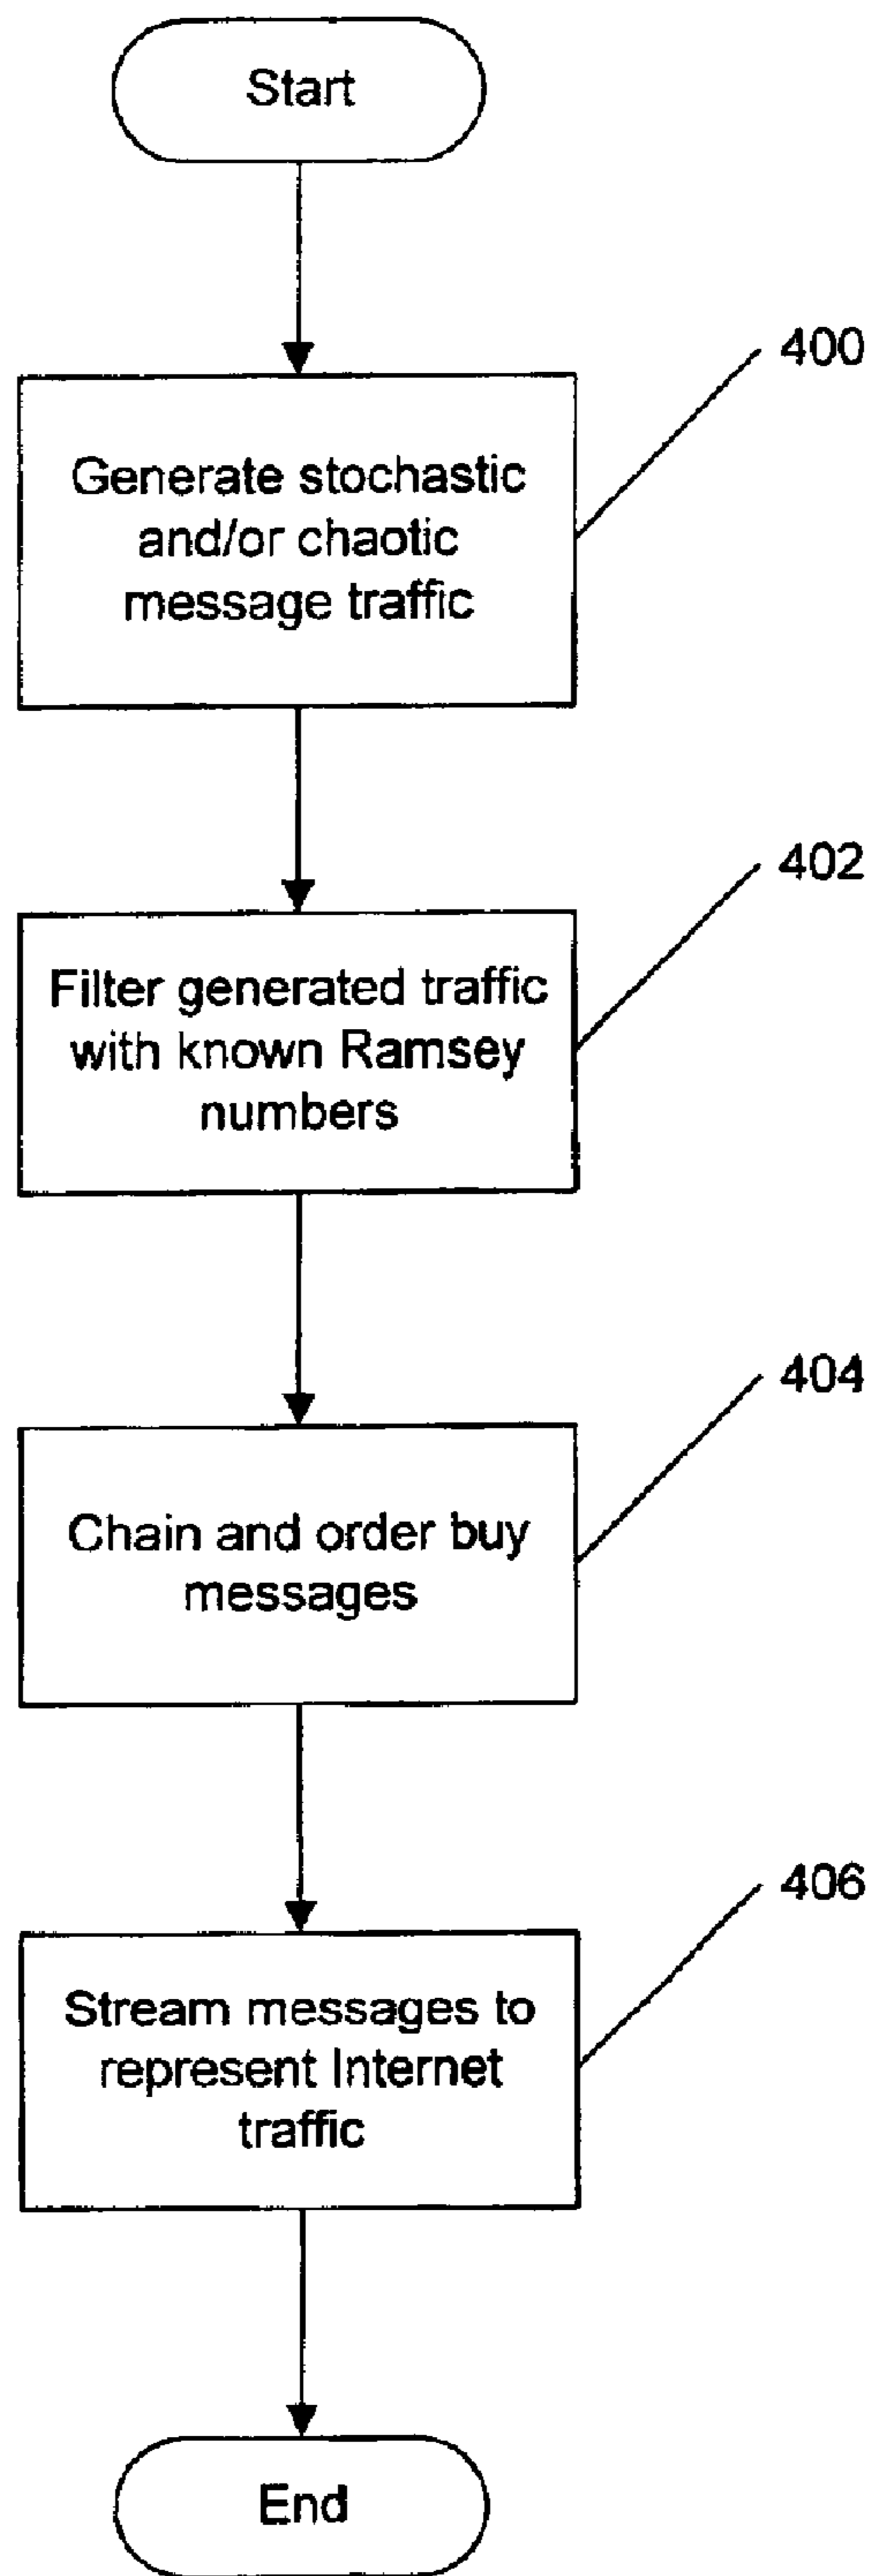 Start
400
Generate stochastic
and/or chaotic
message traffic
402
Filter generated traffic
with known Ramsey
numbers
404
Chain and order buy
messages
406
Stream messages to
represent Internet
traffic
End